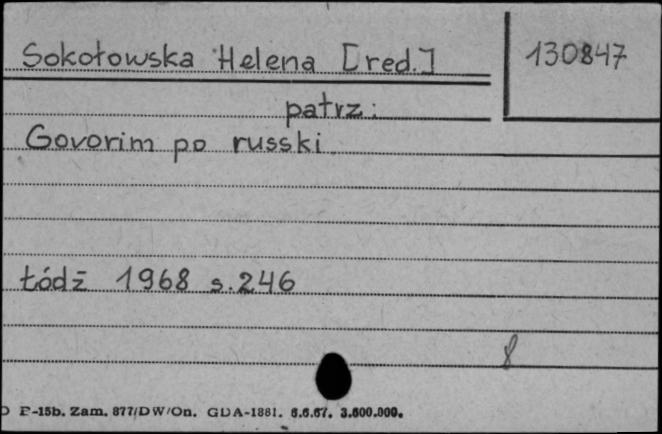 Sokołowska Helena [red.]
130847
patrz:
Govorim po russki
Łódź 1968 s.246
8
P-15b. Zam. 877/DW/On. GDA-1881. 6.6.67. 3.600.000.